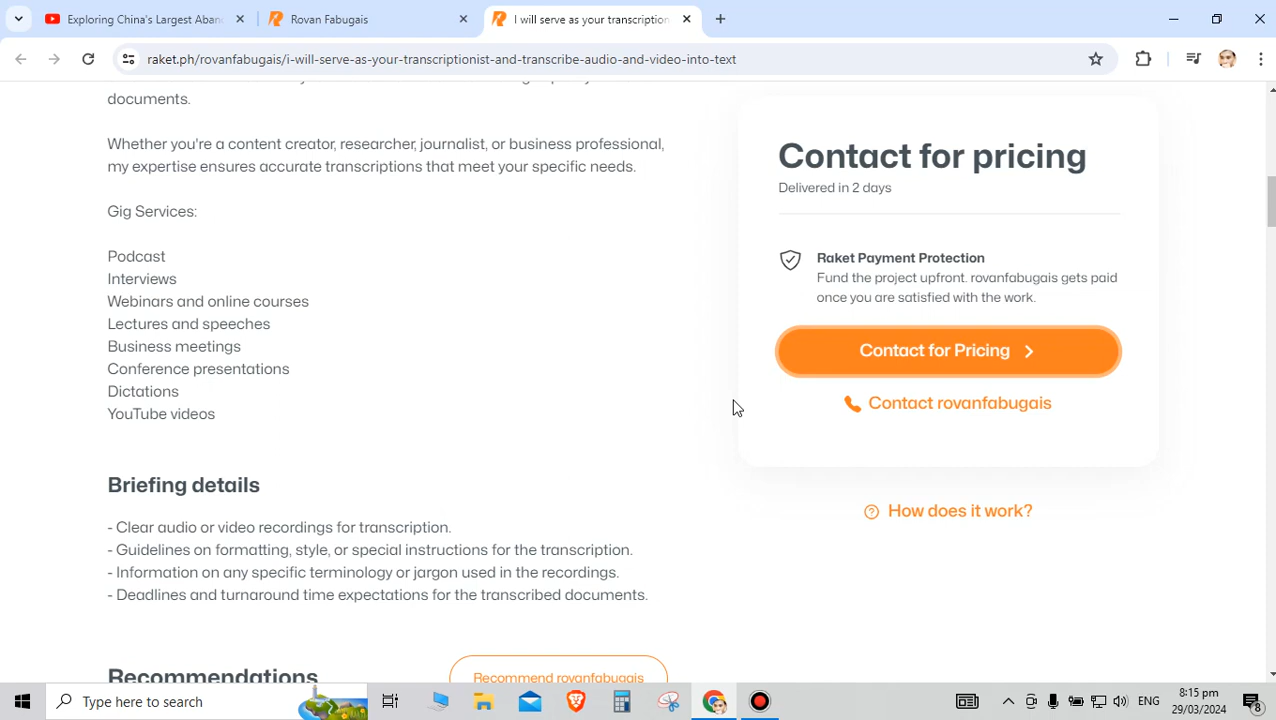 Exploring China's Largest Aban
Rovan Fabugais
I will serve as your transcription
raket.ph/rovanfabugais/i-will-serve-as-your-transcriptionist-and-transcribe-audio-and-video-into-text
documents.
Whether you're a content creator, researcher, journalist, or business professional,
my expertise ensures accurate transcriptions that meet your specific needs.
Gig Services:
Podcast
Interviews
Webinars and online courses
Lectures and speeches
Business meetings
Conference presentations
Dictations
YouTube videos
Briefing details
- Clear audio or video recordings for transcription.
- Guidelines on formatting, style, or special instructions for the transcription.
- Information on any specific terminology or jargon used in the recordings.
- Deadlines and turnaround time expectations for the transcribed documents.
Recommendations
Recommend rovanfabugais
Contact for pricing
Delivered in 2 days
Raket Payment Protection
Fund the project upfront. rovanfabugais gets paid
once you are satisfied with the work.
Contact for Pricing
Contact rovanfabugais
How does it work?
Type here to search
ENG
8:15 pm
29/03/2024
8